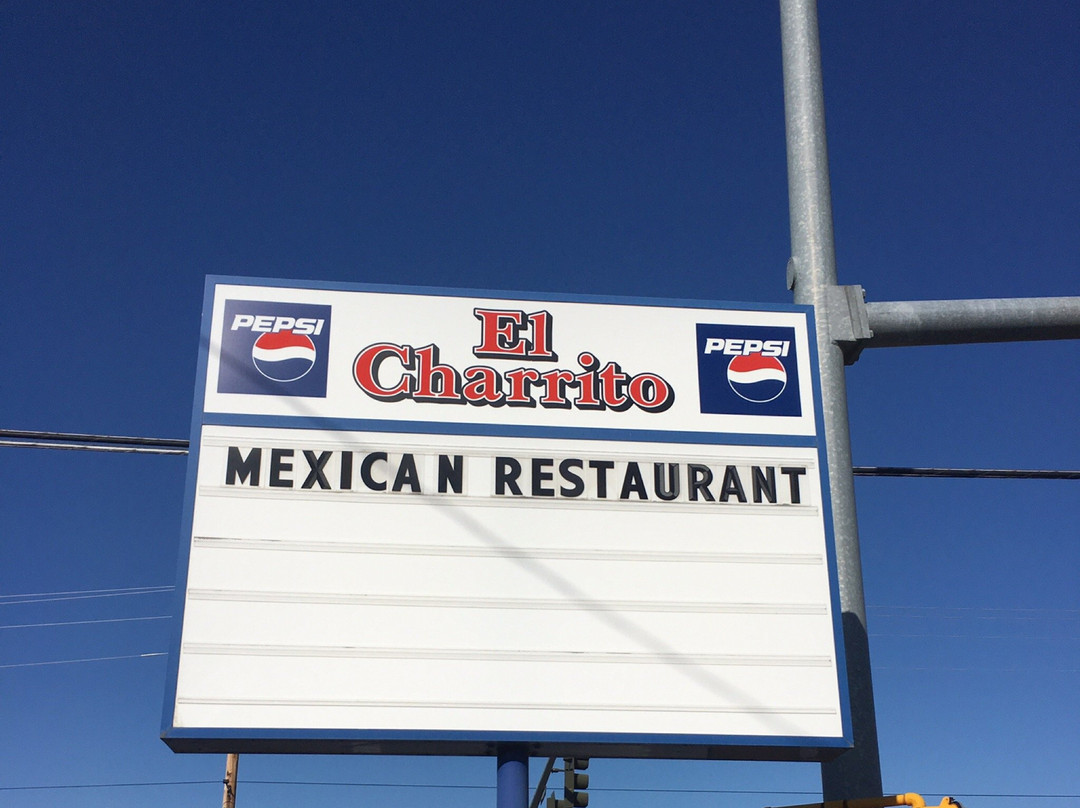 PEPSI
El
Charrito
PEPSI
MEXICAN RESTAURANT